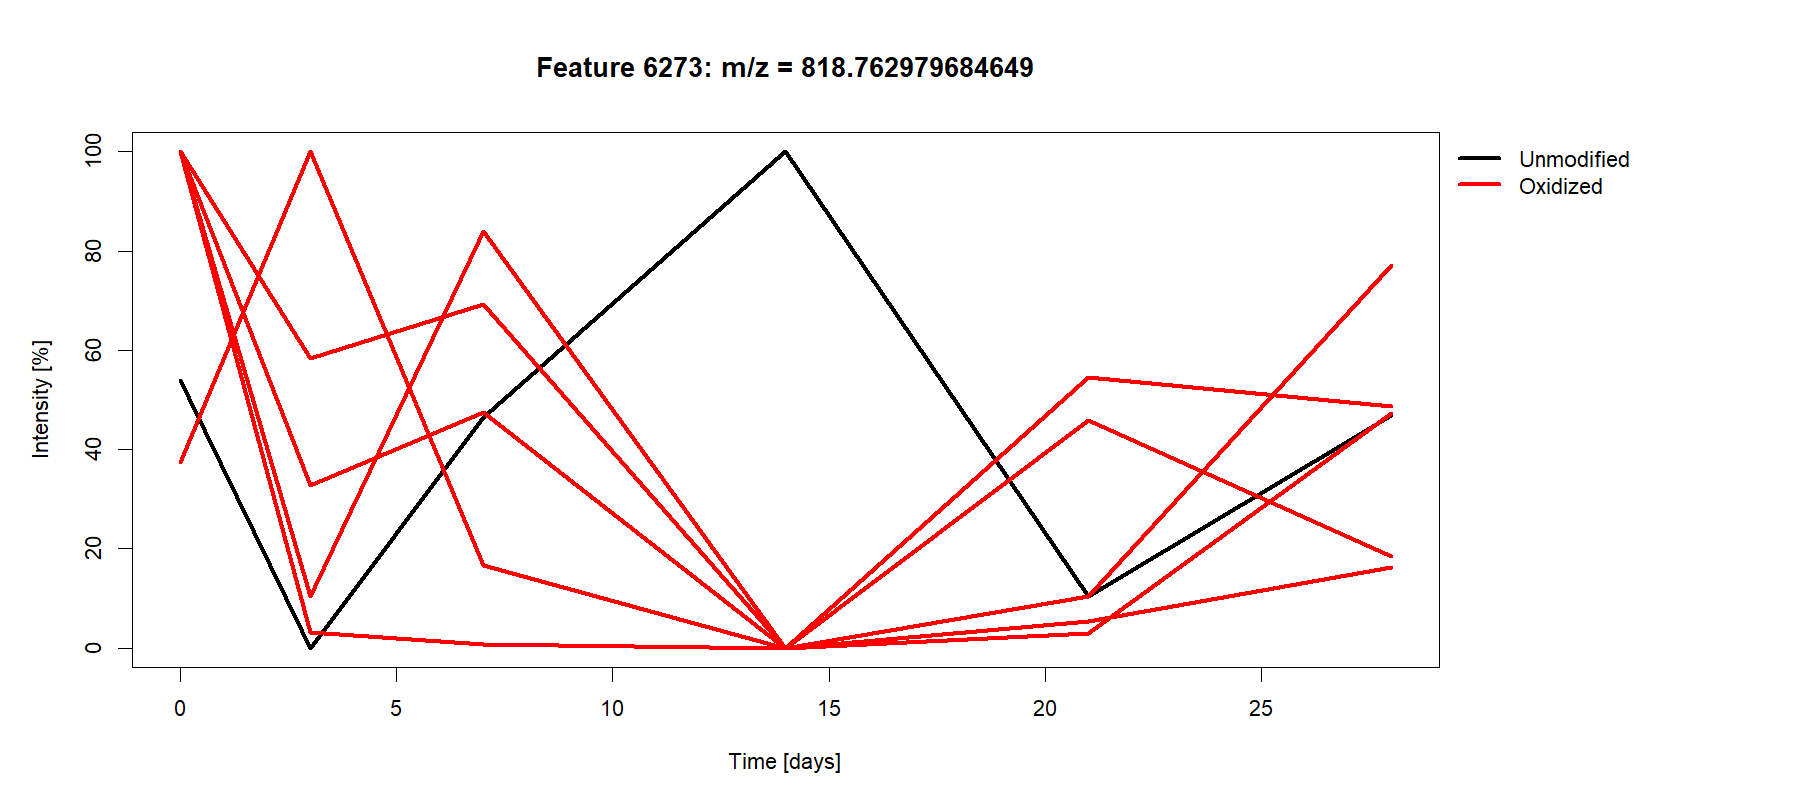 Feature 6273: m/z = 818.762979684649
Unmodified
Oxidized
Intensity [%]
100
80
60
40
20
0
0 5 10 15 20 25
Time [days]